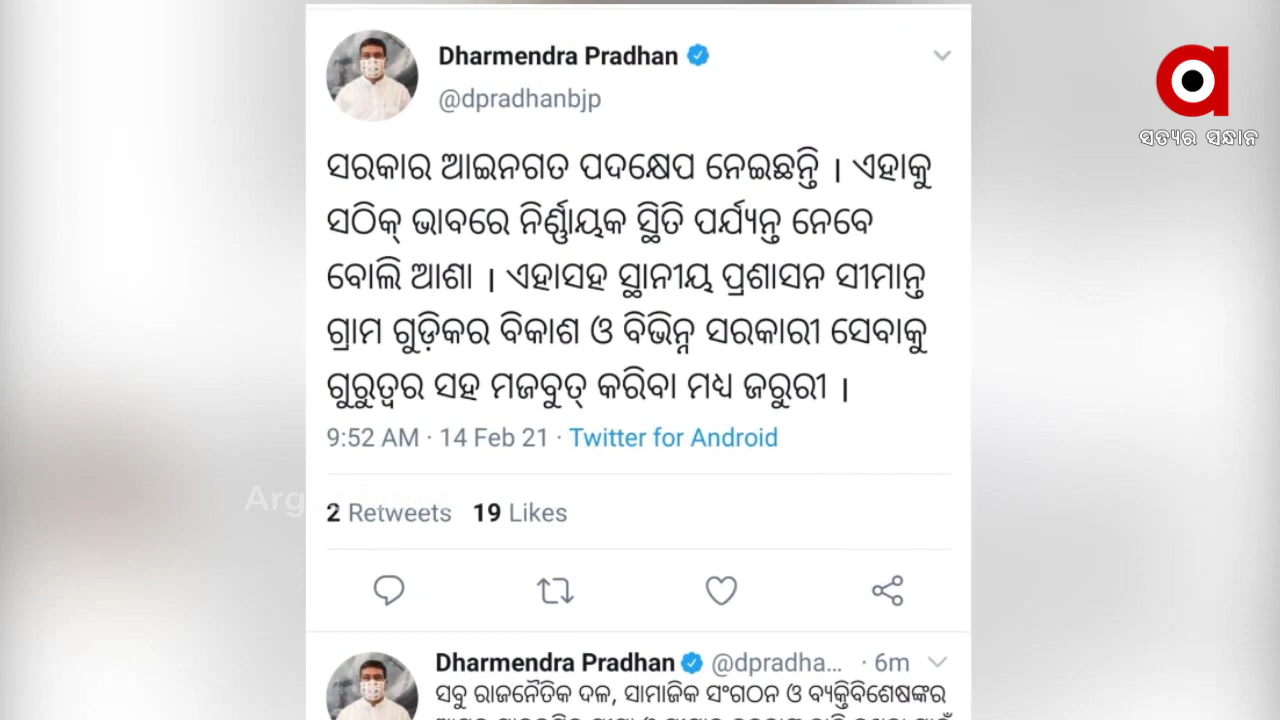 Dharmendra Pradhan
@dpradhanbjp
ସତ୍ୟର ସନ୍ଧାନ
ସରକାର ଆଇନଗତ ପଦକ୍ଷେପ ନେଇଛନ୍ତି । ଏହାକୁ
ସଠିକ୍ ଭାବରେ ନିର୍ଣ୍ଣାୟକ ସ୍ଥିତି ପର୍ଯ୍ୟନ୍ତ ନେବେ
ବୋଲି ଆଶା । ଏହାସହ ସ୍ଥାନୀୟ ପ୍ରଶାସନ ସୀମାନ୍ତ
ଗ୍ରାମ ଗୁଡ଼ିକର ବିକାଶ ଓ ବିଭିନ୍ନ ସରକାରୀ ସେବାକୁ
ଗୁରୁତ୍ୱର ସହ ମଜବୁତ୍ କରିବା ମଧ୍ୟ ଜରୁରୀ ।
9:52 AM · 14 Feb 21 · Twitter for Android
2 Retweets 19 Likes
Dharmendra Pradhan @dpradha... · 6m
ସବୁ ରାଜନୈତିକ ଦଳ, ସାମାଜିକ ସଂଗଠନ ଓ ବ୍ୟକ୍ତିବିଶେଷଙ୍କର